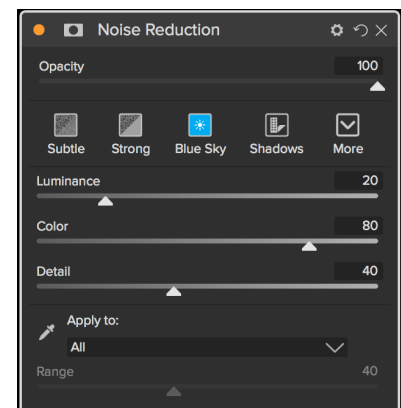 Noise Reduction
Opacity 100
Subtle Strong Blue Sky Shadows More
Luminance 20
Color 80
Detail 40
Apply to:
All
Range 40